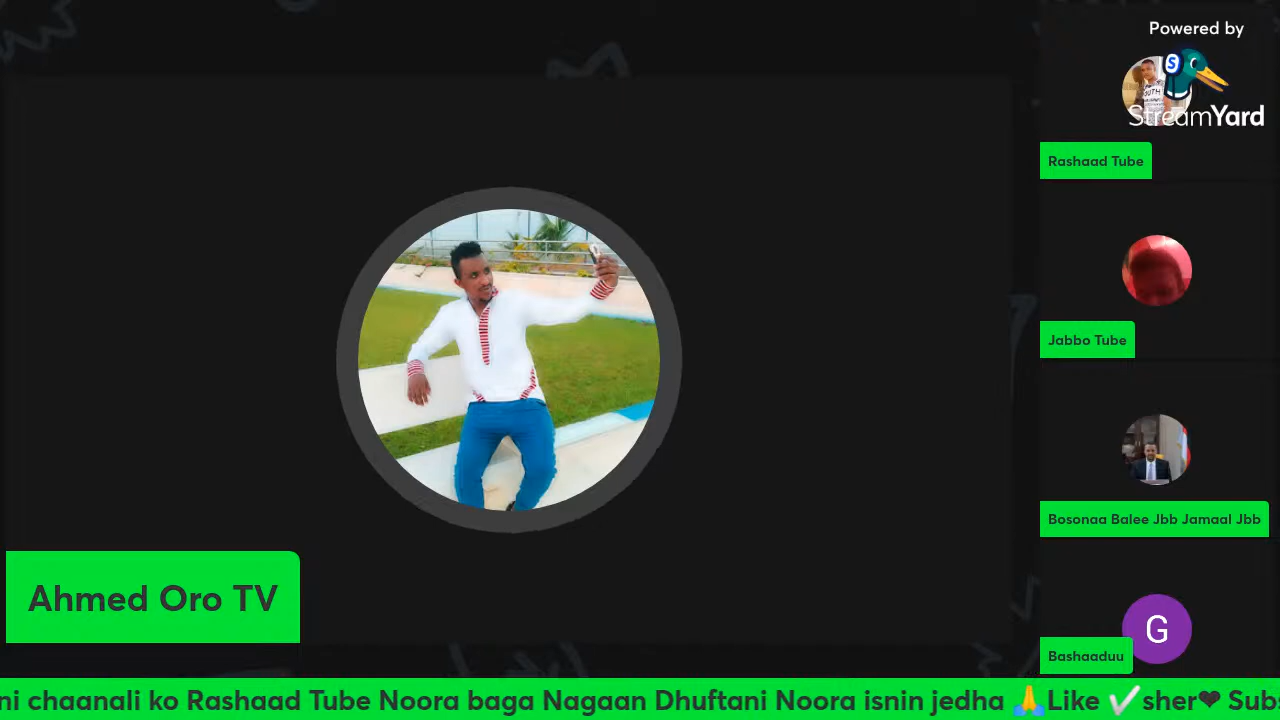 Powered by
StreamYard
Rashaad Tube
Jabbo Tube
Bosonaa Balee Jbb Jamaal Jbb
G
Bashaaduu
Ahmed Oro TV
ni chaanali ko Rashaad Tube Noora baga Nagaan Dhuftani Noora isnin jedha 🙏Like ✔️sher❤ Subs